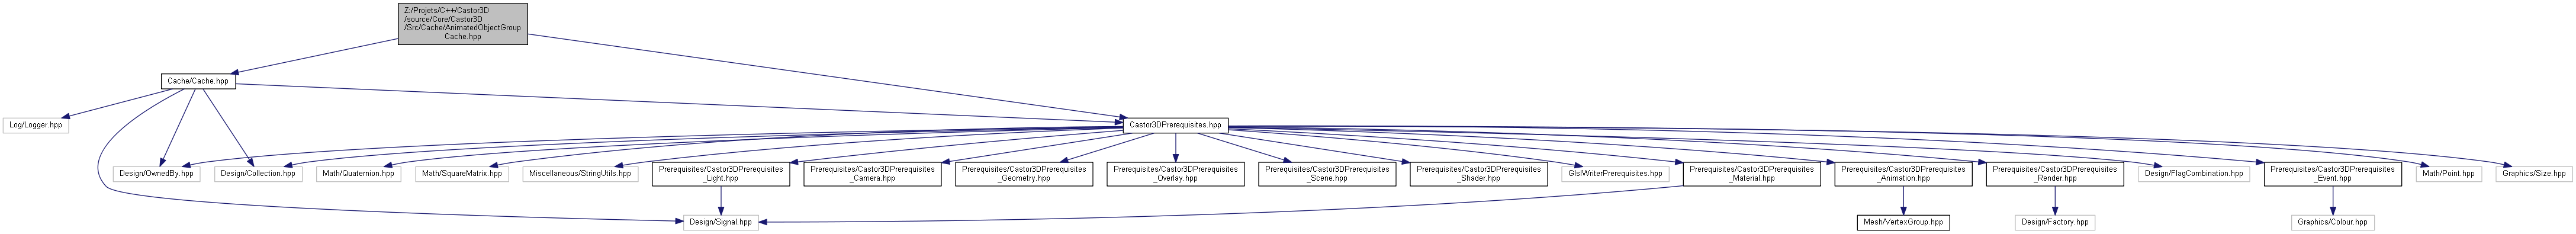 Z:/Projets/C++/Castor3D
/source/Core/Castor3D
/Src/Cache/AnimatedObjectGroup
Cache.hpp
Cache/Cache.hpp
Log/Logger.hpp
Castor3DPrerequisites.hpp
Design/OwnedBy.hpp
Design/Collection.hpp
Math/Quaternion.hpp
Math/SquareMatrix.hpp
Miscellaneous/StringUtils.hpp
Prerequisites/Castor3DPrerequisites
_Light.hpp
Prerequisites/Castor3DPrerequisites
_Camera.hpp
Prerequisites/Castor3DPrerequisites
_Geometry.hpp
Prerequisites/Castor3DPrerequisites
_Overlay.hpp
Prerequisites/Castor3DPrerequisites
_Scene.hpp
Prerequisites/Castor3DPrerequisites
_Shader.hpp
GlslWriterPrerequisites.hpp
Prerequisites/Castor3DPrerequisites
_Material.hpp
Prerequisites/Castor3DPrerequisites
_Animation.hpp
Prerequisites/Castor3DPrerequisites
_Render.hpp
Design/FlagCombination.hpp
Prerequisites/Castor3DPrerequisites
_Event.hpp
Math/Point.hpp
Graphics/Size.hpp
Design/Signal.hpp
Mesh/VertexGroup.hpp
Design/Factory.hpp
Graphics/Colour.hpp